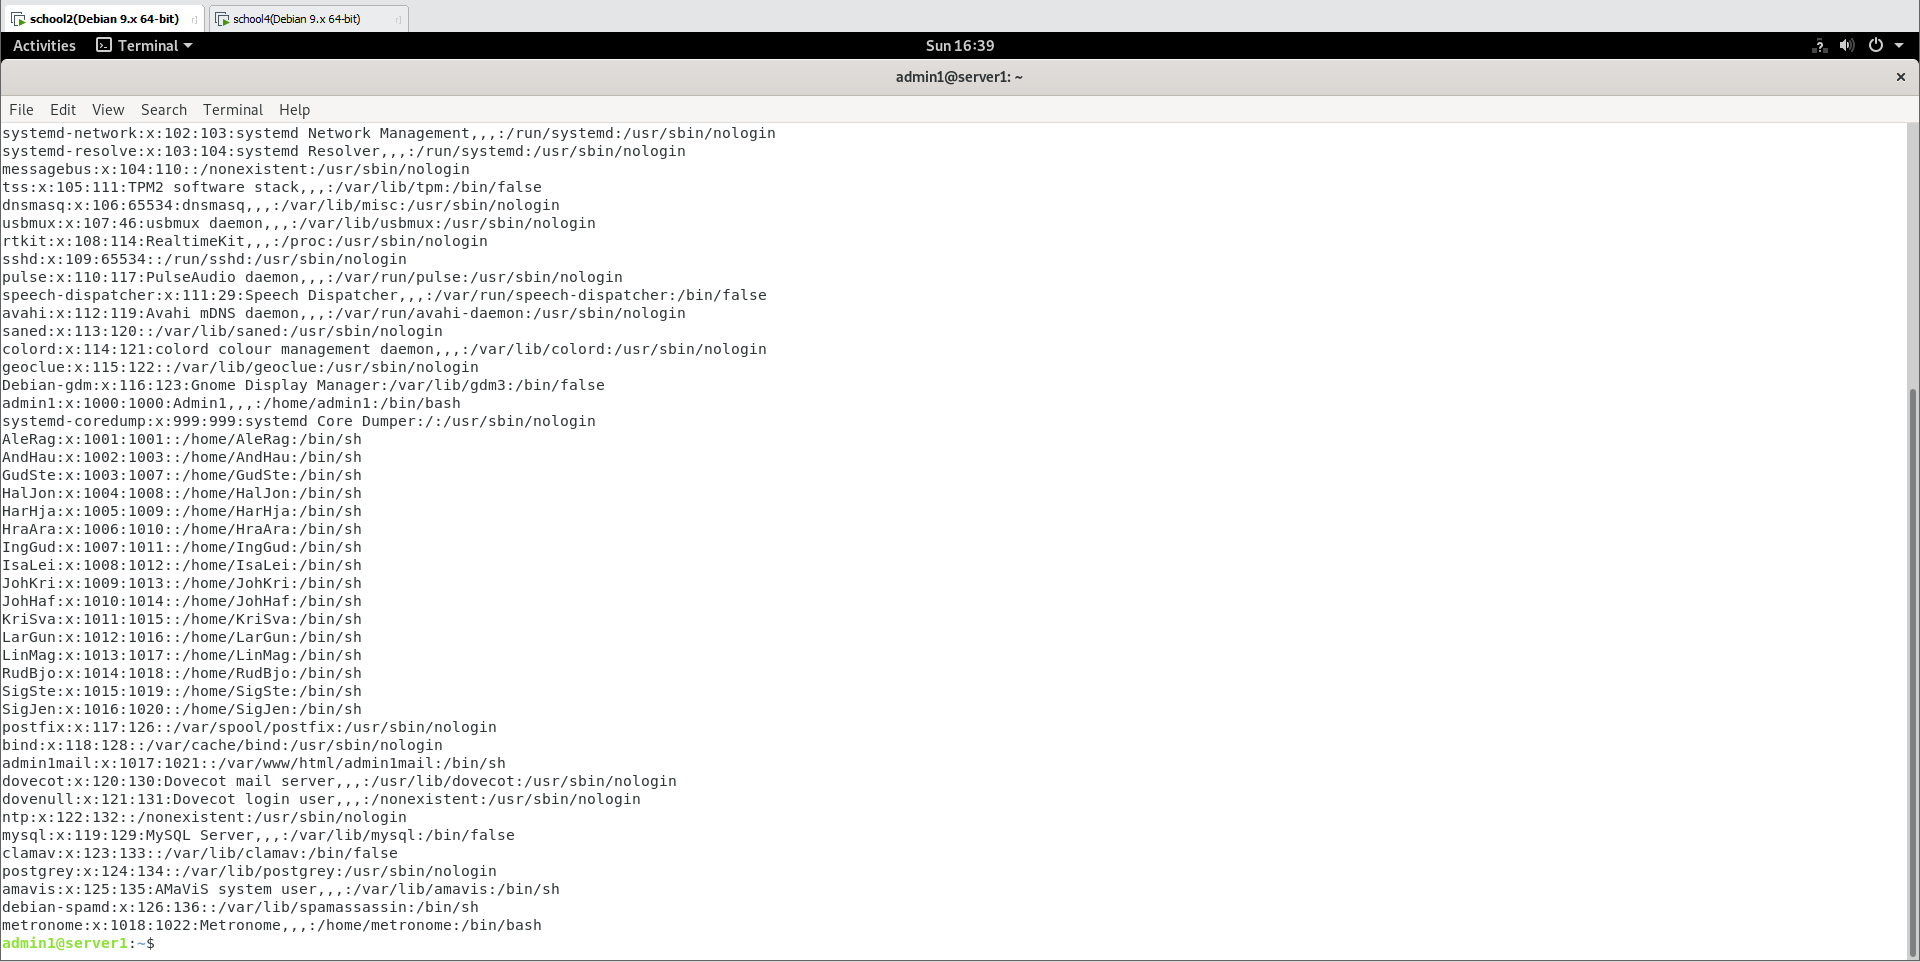 school2(Debian 9.x 64-bit) school4(Debian 9.x 64-bit)
Activities Terminal Sun 16:39
admin1@server1: ~
File Edit View Search Terminal Help
systemd-network:x:102:103:systemd Network Management,,,:/run/systemd:/usr/sbin/nologin
systemd-resolve:x:103:104:systemd Resolver,,,:/run/systemd:/usr/sbin/nologin
messagebus:x:104:110::/nonexistent:/usr/sbin/nologin
tss:x:105:111:TPM2 software stack,,,:/var/lib/tpm:/bin/false
dnsmasq:x:106:65534:dnsmasq,,,:/var/lib/misc:/usr/sbin/nologin
usbmux:x:107:46:usbmux daemon,,,:/var/lib/usbmux:/usr/sbin/nologin
rtkit:x:108:114:RealtimeKit,,,:/proc:/usr/sbin/nologin
sshd:x:109:65534::/run/sshd:/usr/sbin/nologin
pulse:x:110:117:PulseAudio daemon,,,:/var/run/pulse:/usr/sbin/nologin
speech-dispatcher:x:111:29:Speech Dispatcher,,,:/var/run/speech-dispatcher:/bin/false
avahi:x:112:119:Avahi mDNS daemon,,,:/var/run/avahi-daemon:/usr/sbin/nologin
saned:x:113:120::/var/lib/saned:/usr/sbin/nologin
colord:x:114:121:colord colour management daemon,,,:/var/lib/colord:/usr/sbin/nologin
geoclue:x:115:122::/var/lib/geoclue:/usr/sbin/nologin
Debian-gdm:x:116:123:Gnome Display Manager:/var/lib/gdm3:/bin/false
admin1:x:1000:1000:Admin1,,,:/home/admin1:/bin/bash
systemd-coredump:x:999:999:systemd Core Dumper:/:/usr/sbin/nologin
AleRag:x:1001:1001::/home/AleRag:/bin/sh
AndHau:x:1002:1003::/home/AndHau:/bin/sh
GudSte:x:1003:1007::/home/GudSte:/bin/sh
HalJon:x:1004:1008::/home/HalJon:/bin/sh
HarHja:x:1005:1009::/home/HarHja:/bin/sh
HraAra:x:1006:1010::/home/HraAra:/bin/sh
IngGud:x:1007:1011::/home/IngGud:/bin/sh
IsaLei:x:1008:1012::/home/IsaLei:/bin/sh
JohKri:x:1009:1013::/home/JohKri:/bin/sh
JohHaf:x:1010:1014::/home/JohHaf:/bin/sh
KriSva:x:1011:1015::/home/KriSva:/bin/sh
LarGun:x:1012:1016::/home/LarGun:/bin/sh
LinMag:x:1013:1017::/home/LinMag:/bin/sh
RudBjo:x:1014:1018::/home/RudBjo:/bin/sh
SigSte:x:1015:1019::/home/SigSte:/bin/sh
SigJen:x:1016:1020::/home/SigJen:/bin/sh
postfix:x:117:126::/var/spool/postfix:/usr/sbin/nologin
bind:x:118:128::/var/cache/bind:/usr/sbin/nologin
admin1mail:x:1017:1021::/var/www/html/admin1mail:/bin/sh
dovecot:x:120:130:Dovecot mail server,,,:/usr/lib/dovecot:/usr/sbin/nologin
dovenull:x:121:131:Dovecot login user,,,:/nonexistent:/usr/sbin/nologin
ntp:x:122:132::/nonexistent:/usr/sbin/nologin
mysql:x:119:129:MySQL Server,,,:/var/lib/mysql:/bin/false
clamav:x:123:133::/var/lib/clamav:/bin/false
postgrey:x:124:134::/var/lib/postgrey:/usr/sbin/nologin
amavis:x:125:135:AMaViS system user,,,:/var/lib/amavis:/bin/sh
debian-spamd:x:126:136::/var/lib/spamassassin:/bin/sh
metronome:x:1018:1022:Metronome,,,:/home/metronome:/bin/bash
admin1@server1:~$